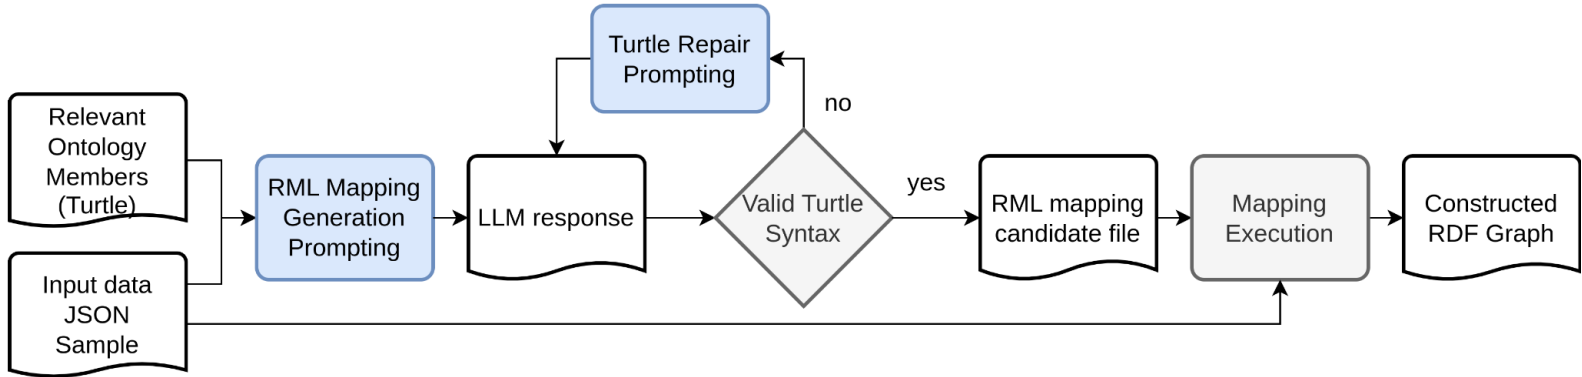 Turtle Repair
Prompting
no
Relevant
Ontology
Members
(Turtle)
RML Mapping
Generation
Prompting
LLM response
Valid Turtle
Syntax
yes
RML mapping
candidate file
Mapping
Execution
Constructed
RDF Graph
Input data
JSON
Sample